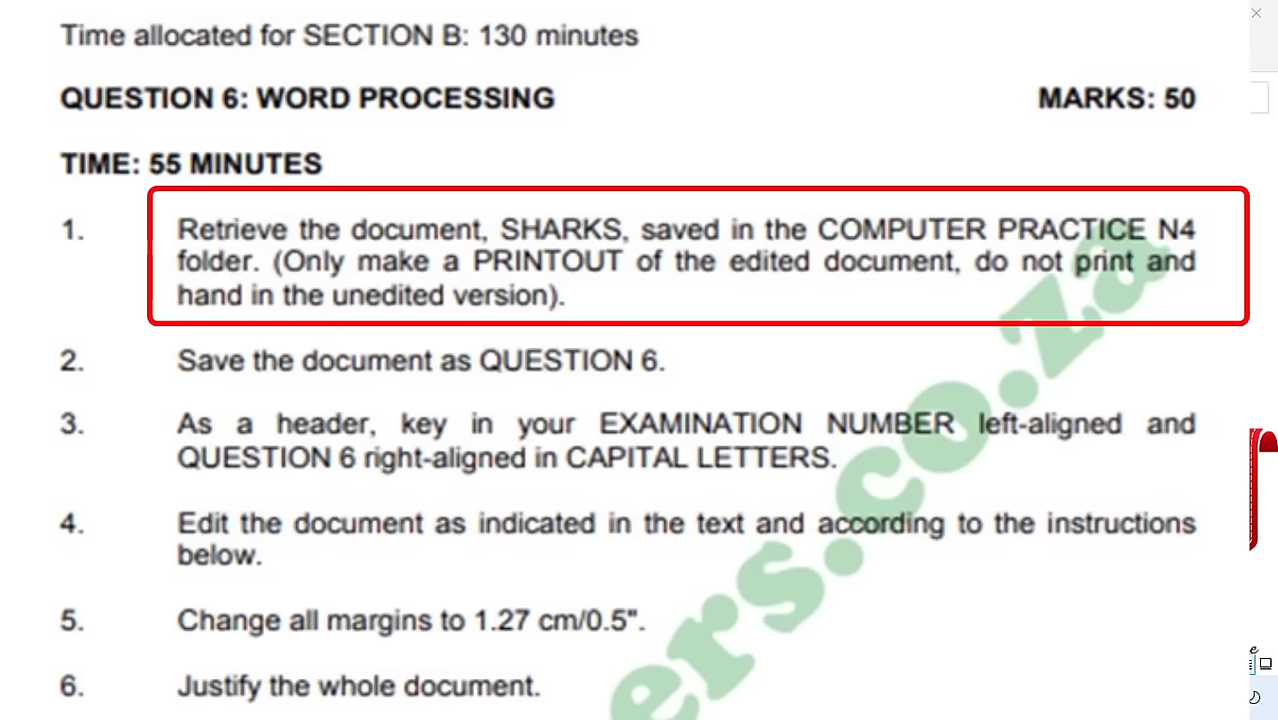 Time allocated for SECTION B: 130 minutes
QUESTION 6: WORD PROCESSING MARKS: 50
TIME: 55 MINUTES
1. Retrieve the document, SHARKS, saved in the COMPUTER PRACTICE N4
folder. (Only make a PRINTOUT of the edited document, do not print and
hand in the unedited version).
2. Save the document as QUESTION 6.
3. As a header, key in your EXAMINATION NUMBER left-aligned and
QUESTION 6 right-aligned in CAPITAL LETTERS.
4. Edit the document as indicated in the text and according to the instructions
below.
5. Change all margins to 1.27 cm/0.5".
6. Justify the whole document.
ers.co.za